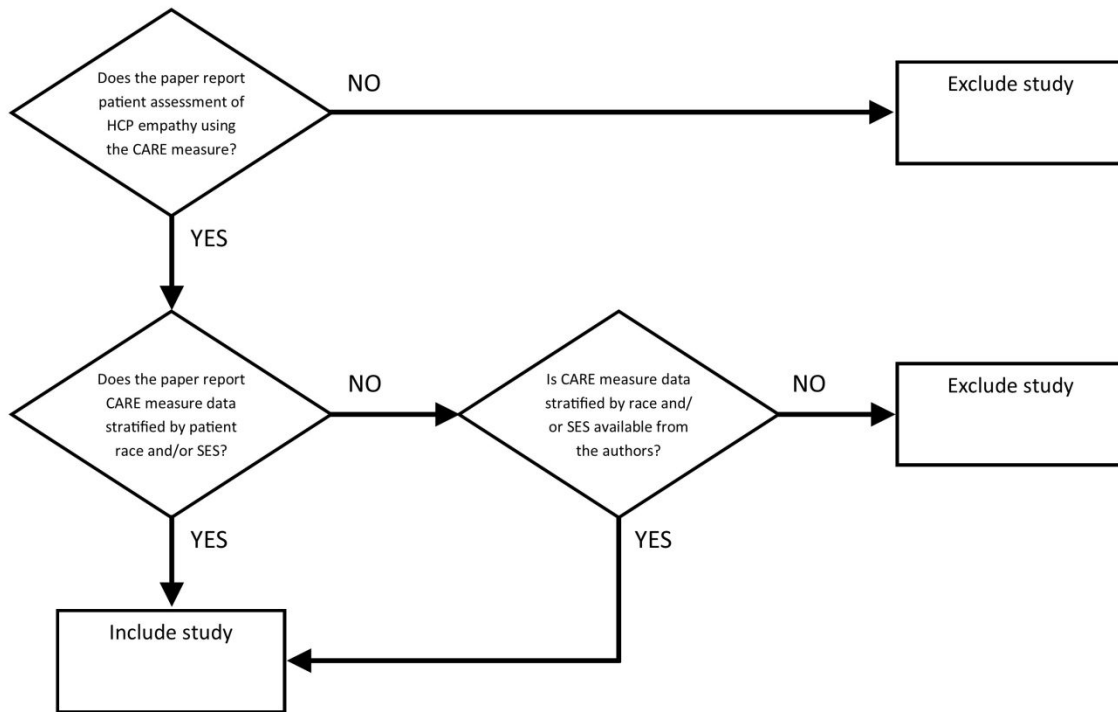 Does the paper report
patient assessment of
HCP empathy using
the CARE measure?
NO
Exclude study
YES
Does the paper report
CARE measure data
stratified by patient
race and/or SES?
NO
Is CARE measure data
stratified by race and/
or SES available from
the authors?
NO
Exclude study
YES
YES
Include study